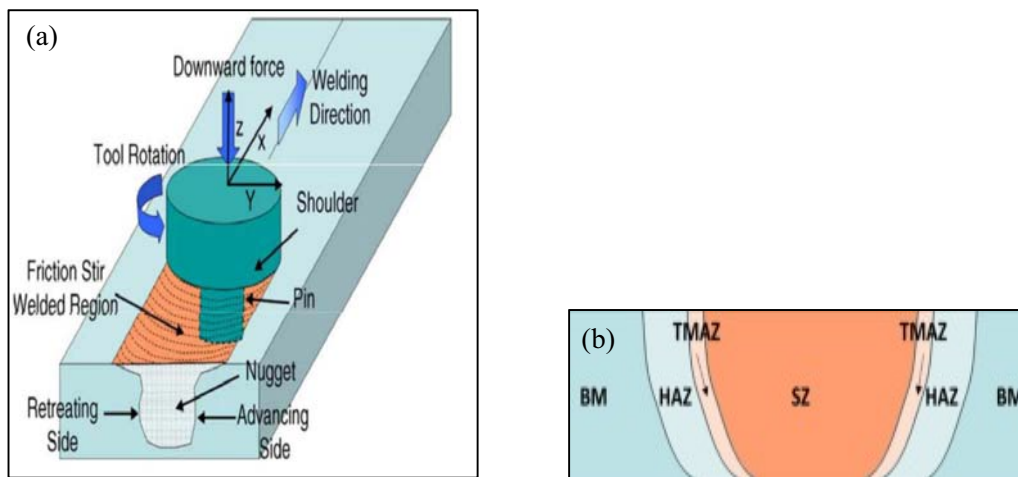 (a)
Downward force
Welding
Direction
z
x
Tool Rotation
Y
Shoulder
Friction Stir
Welded Region
Pin
Nugget
Retreating
Side
Advancing
Side
(b)
TMAZ
TMAZ
BM
HAZ
SZ
HAZ
BM